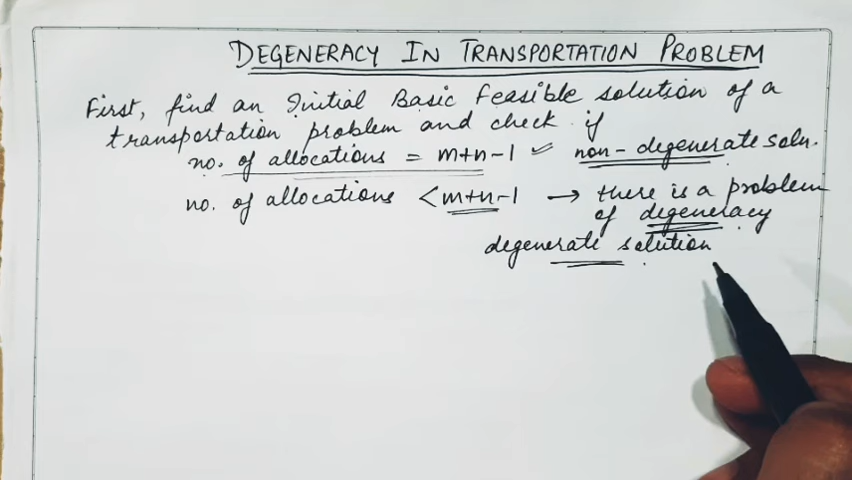 DEGENERACY IN TRANSPORTATION PROBLEM
First, find an Initial Basic Feasible solution of a
transportation problem and check if
no. of allocations = m+n-1 ✓ non-degenerate soln.
no. of allocations < m+n-1 → there is a problem
of degeneracy
degenerate solution